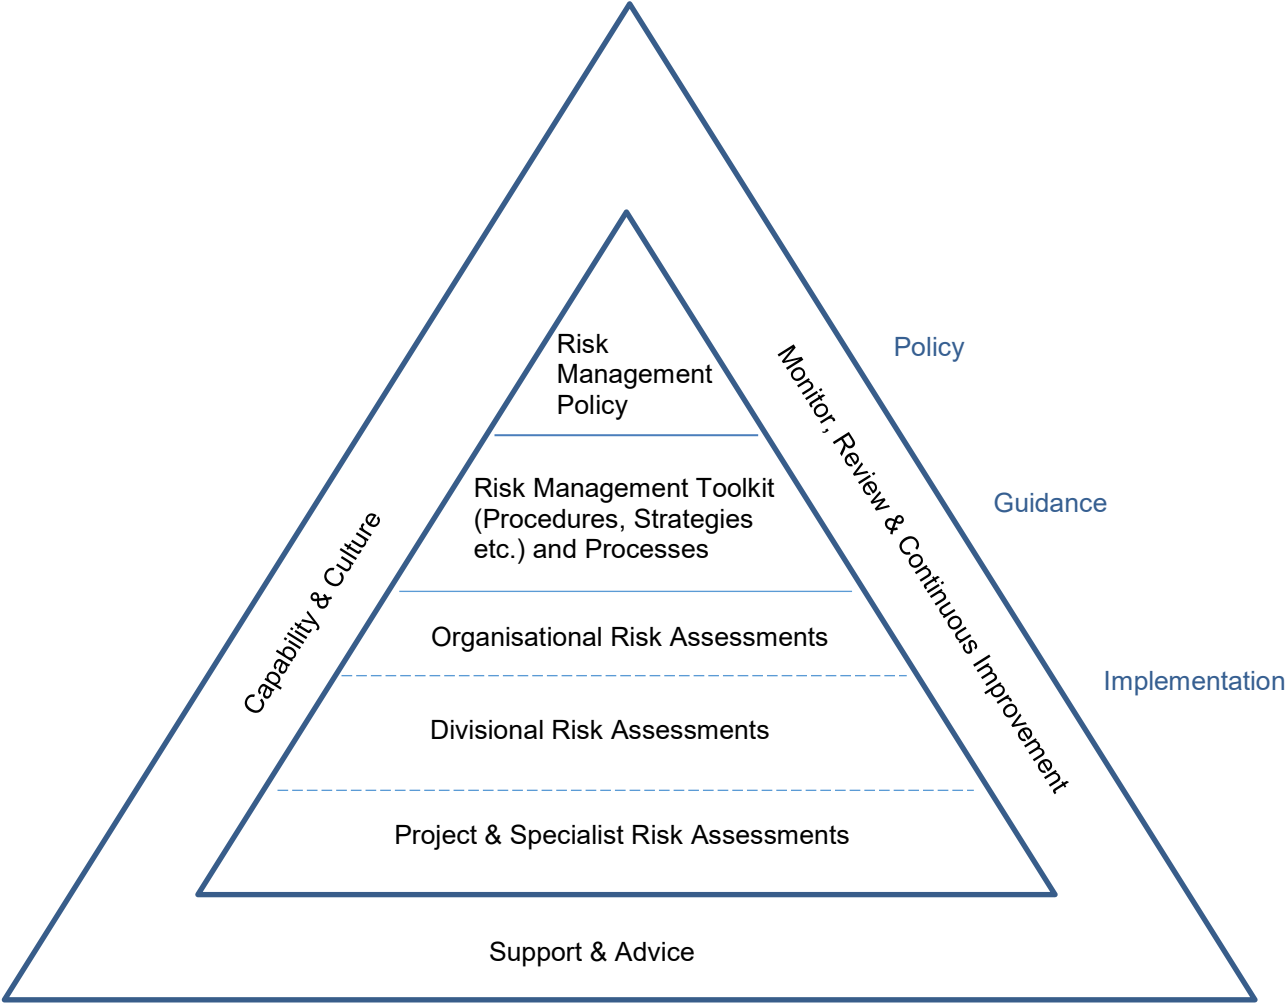 Risk
Management
Policy
Policy
Risk Management Toolkit
(Procedures, Strategies
etc.) and Processes
Guidance
Organisational Risk Assessments
Divisional Risk Assessments
Implementation
Project & Specialist Risk Assessments
Capability & Culture
Monitor, Review & Continuous Improvement
Support & Advice